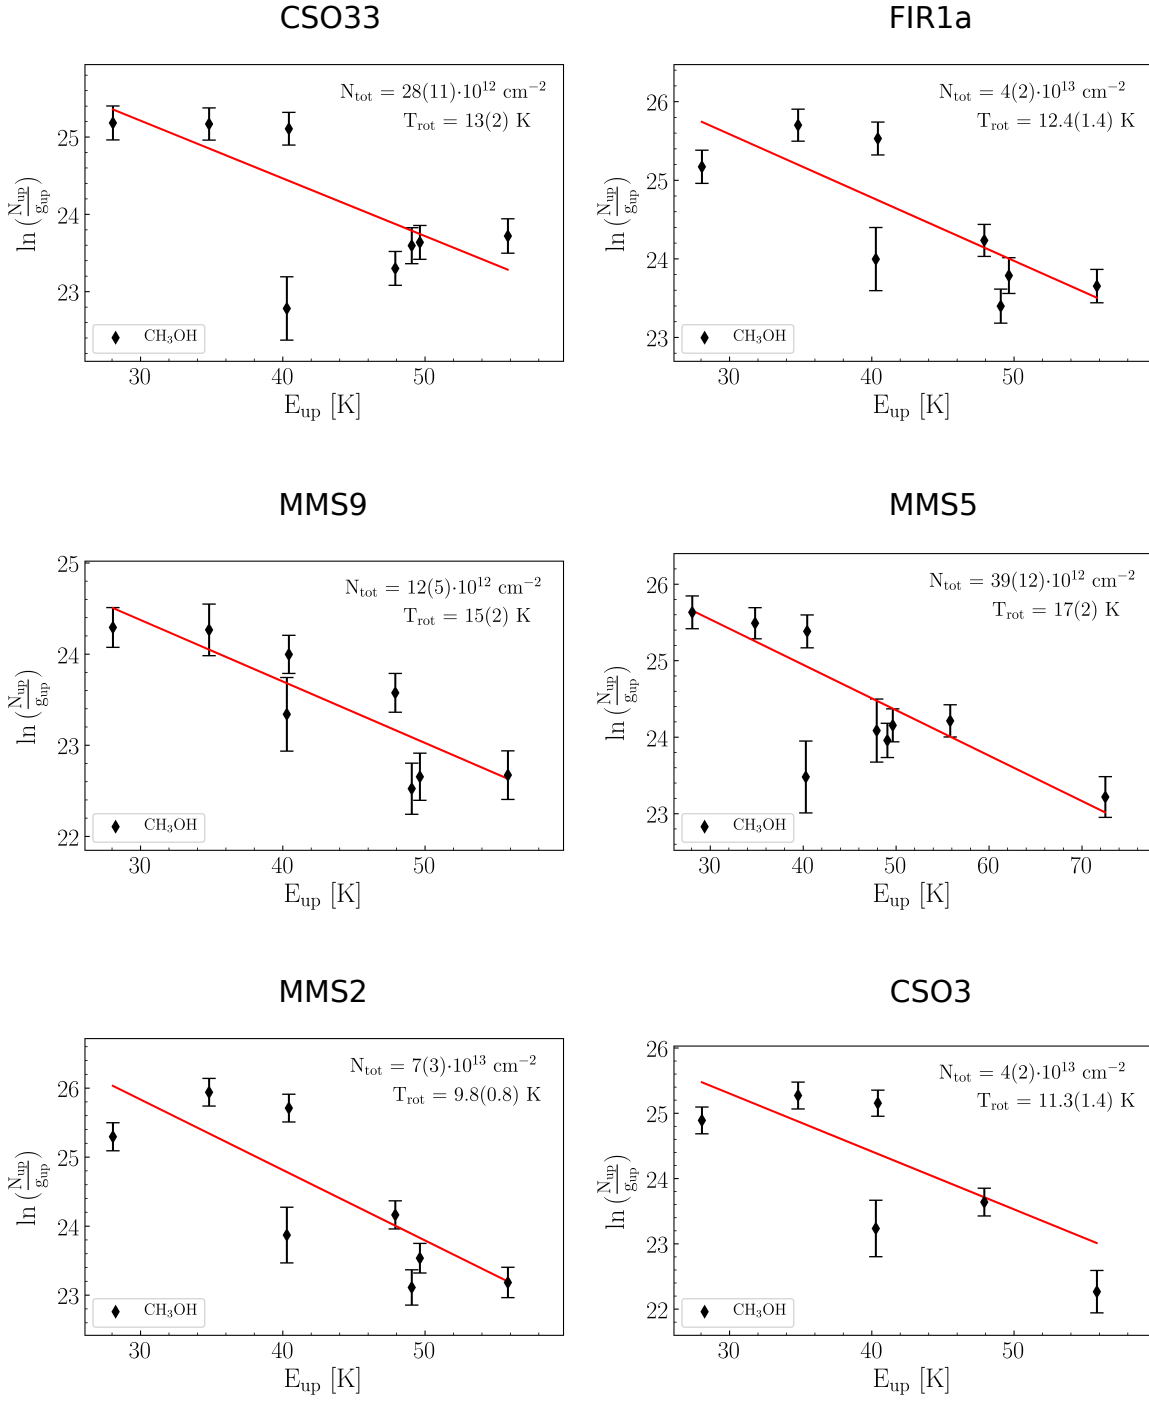 CSO33
N_tot = 28(11)·10^12 cm^−2
T_rot = 13(2) K
25
24
23
ln (N_up/g_up)
CH_3OH
30 40 50
E_up [K]
FIR1a
N_tot = 4(2)·10^13 cm^−2
T_rot = 12.4(1.4) K
26
25
24
23
ln (N_up/g_up)
CH_3OH
30 40 50
E_up [K]
MMS9
N_tot = 12(5)·10^12 cm^−2
T_rot = 15(2) K
25
24
23
22
ln (N_up/g_up)
CH_3OH
30 40 50
E_up [K]
MMS5
N_tot = 39(12)·10^12 cm^−2
T_rot = 17(2) K
26
25
24
23
ln (N_up/g_up)
CH_3OH
30 40 50 60 70
E_up [K]
MMS2
N_tot = 7(3)·10^13 cm^−2
T_rot = 9.8(0.8) K
26
25
24
23
ln (N_up/g_up)
CH_3OH
30 40 50
E_up [K]
CSO3
N_tot = 4(2)·10^13 cm^−2
T_rot = 11.3(1.4) K
26
25
24
23
22
ln (N_up/g_up)
CH_3OH
30 40 50
E_up [K]